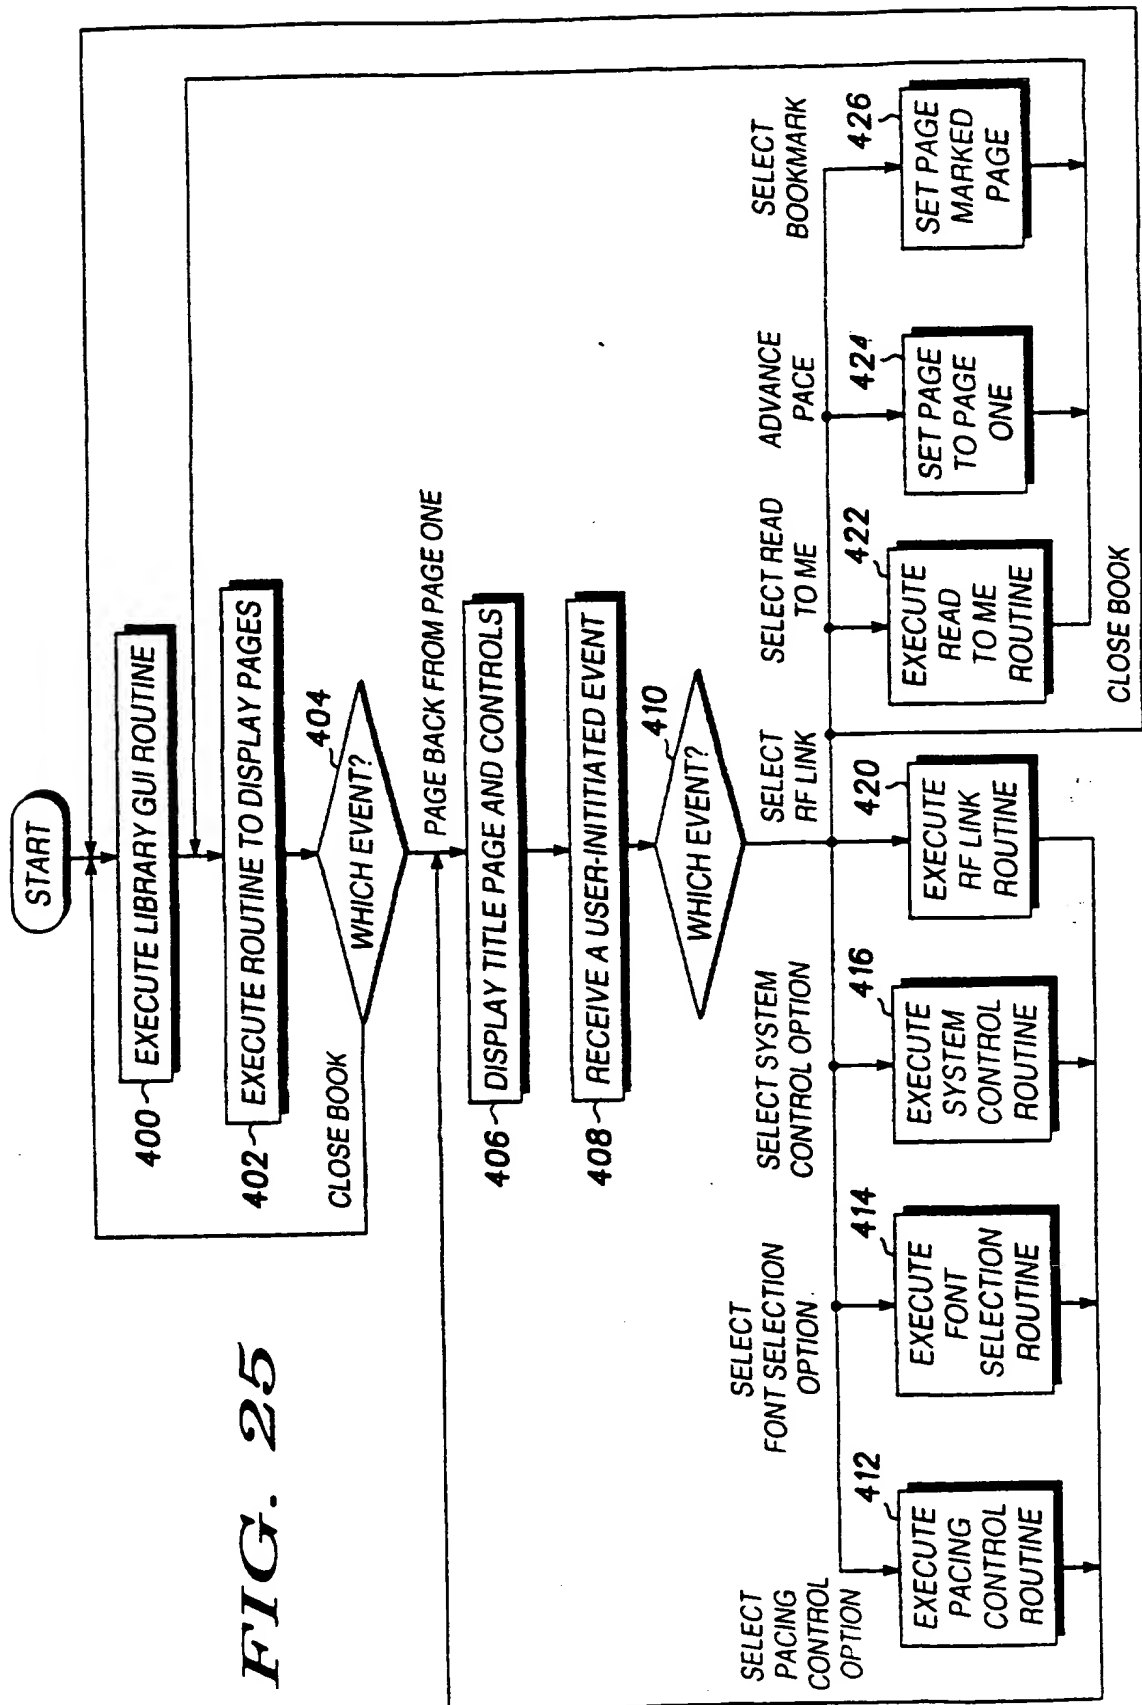 START
400
EXECUTE LIBRARY GUI ROUTINE
402
EXECUTE ROUTINE TO DISPLAY PAGES
404
WHICH EVENT?
CLOSE BOOK
PAGE BACK FROM PAGE ONE
406
DISPLAY TITLE PAGE AND CONTROLS
408
RECEIVE A USER-INITITIATED EVENT
410
WHICH EVENT?
SELECT
PACING
CONTROL
OPTION
412
EXECUTE
PACING
CONTROL
ROUTINE
SELECT
FONT SELECTION
OPTION.
414
EXECUTE
FONT
SELECTION
ROUTINE
SELECT SYSTEM
CONTROL OPTION
416
EXECUTE
SYSTEM
CONTROL
ROUTINE
SELECT
RF LINK
420
EXECUTE
RF LINK
ROUTINE
SELECT READ
TO ME
422
EXECUTE
READ
TO ME
ROUTINE
ADVANCE
PACE
424
SET PAGE
TO PAGE
ONE
SELECT
BOOKMARK
426
SET PAGE
MARKED
PAGE
CLOSE BOOK
FIG. 25